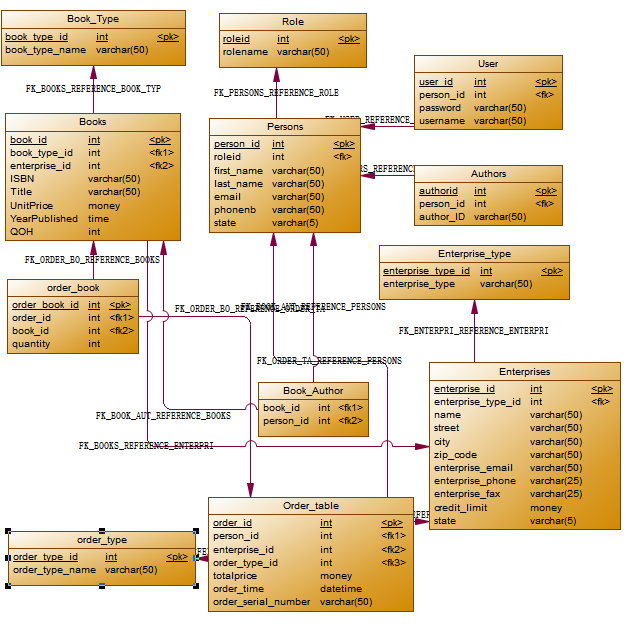 Book_Type
book_type_id int <pk>
book_type_name varchar(50)
Role
roleid int <pk>
rolename varchar(50)
User
user_id int <pk>
person_id int <fk>
password varchar(50)
username varchar(50)
FK_BOOKS_REFERENCE_BOOK_TYP
FK_PERSONS_REFERENCE_ROLE
Books
book_id int <pk>
book_type_id int <fk1>
enterprise_id int <fk2>
ISBN varchar(50)
Title varchar(50)
UnitPrice money
YearPublished time
QOH int
Persons
person_id int <pk>
roleid int <fk>
first_name varchar(50)
last_name varchar(50)
email varchar(50)
phonenb varchar(50)
state varchar(5)
Authors
authorid int <pk>
person_id int <fk>
author_ID varchar(50)
FK_ORDER_BO_REFERENCE_BOOKS
Enterprise_type
enterprise_type_id int <pk>
enterprise_type varchar(50)
order_book
order_book_id int <pk>
order_id int <fk1>
book_id int <fk2>
quantity int
FK_ENTERPRI_REFERENCE_ENTERPRI
FK_ORDER_TA_REFERENCE_PERSONS
Book_Author
book_id int <fk1>
person_id int <fk2>
FK_BOOK_AUT_REFERENCE_BOOKS
FK_BOOKS_REFERENCE_ENTERPRI
Enterprises
enterprise_id int <pk>
enterprise_type_id int <fk>
name varchar(50)
street varchar(50)
city varchar(50)
zip_code varchar(50)
enterprise_email varchar(50)
enterprise_phone varchar(25)
enterprise_fax varchar(25)
credit_limit money
state varchar(5)
Order_table
order_id int <pk>
person_id int <fk1>
enterprise_id int <fk2>
order_type_id int <fk3>
totalprice money
order_time datetime
order_serial_number varchar(50)
order_type
order_type_id int <pk>
order_type_name varchar(50)